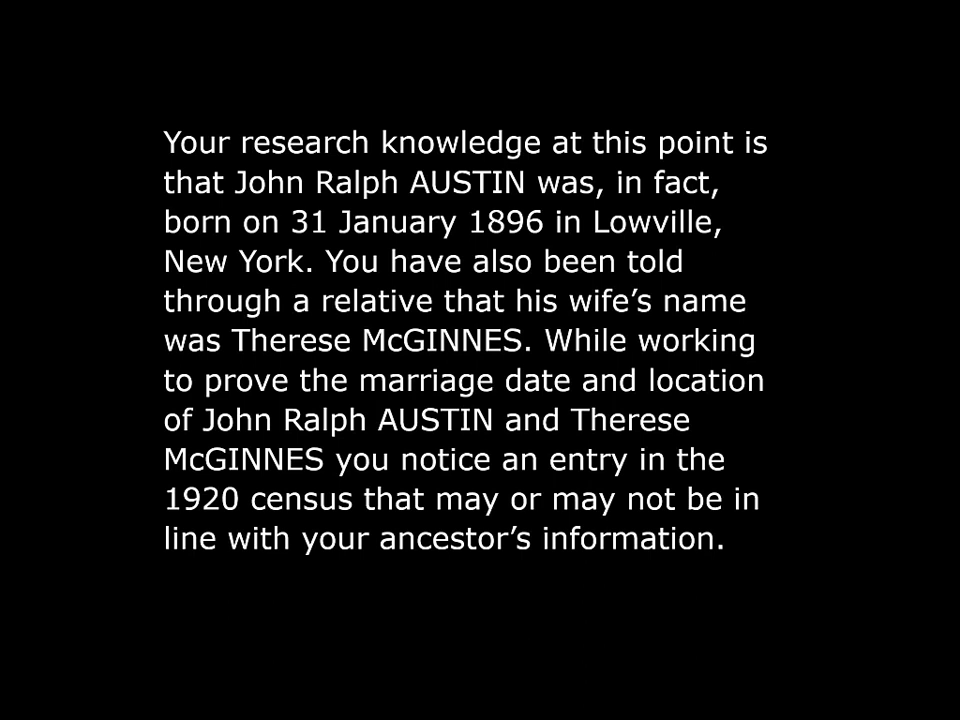 Your research knowledge at this point is
that John Ralph AUSTIN was, in fact,
born on 31 January 1896 in Lowville,
New York. You have also been told
through a relative that his wife’s name
was Therese McGINNES. While working
to prove the marriage date and location
of John Ralph AUSTIN and Therese
McGINNES you notice an entry in the
1920 census that may or may not be in
line with your ancestor’s information.